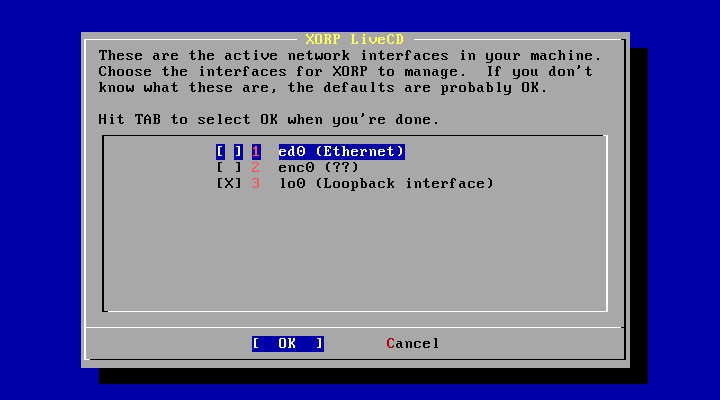 XORP LiveCD
These are the active network interfaces in your machine.
Choose the interfaces for XORP to manage.  If you don't
know what these are, the defaults are probably OK.
Hit TAB to select OK when you're done.
[ ] 1  ed0 (Ethernet)
[ ] 2  enc0 (??)
[X] 3  lo0 (Loopback interface)
[  OK  ]       Cancel